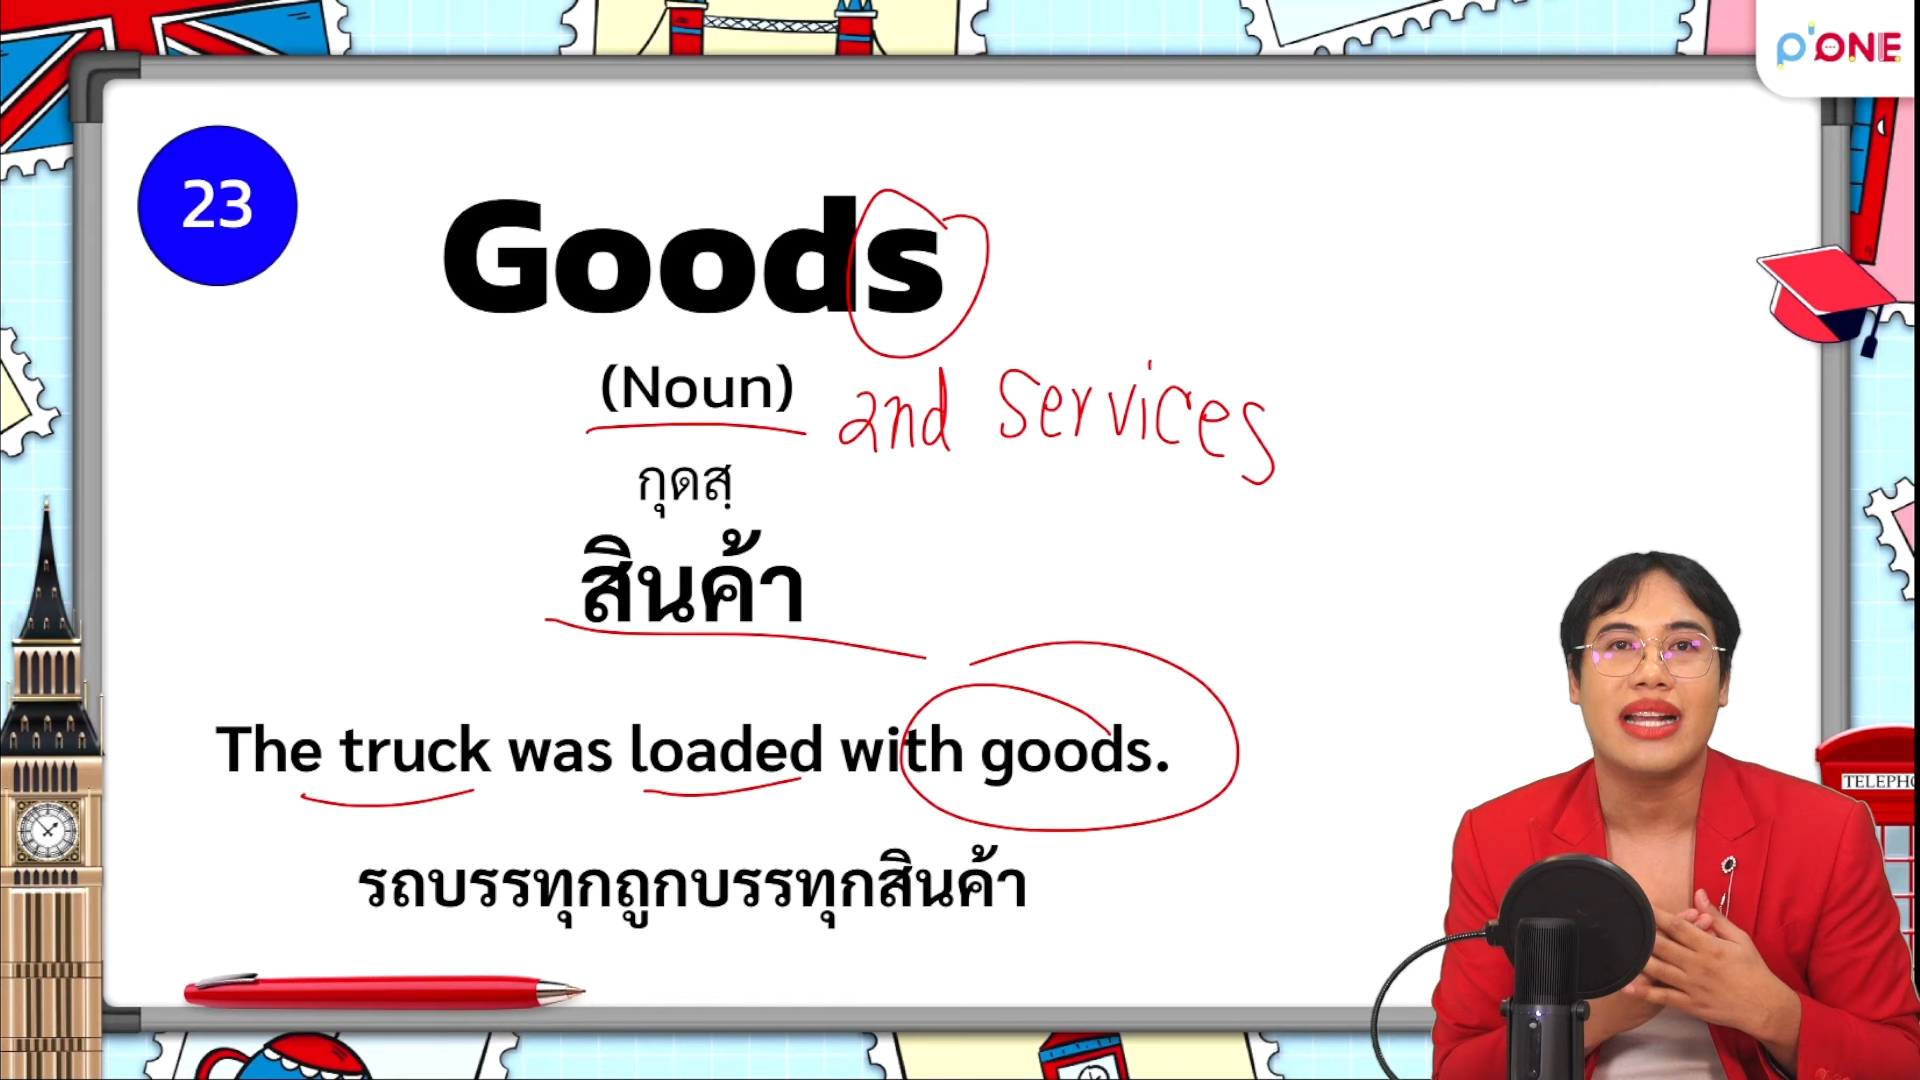 P'ONE
23
Goods
(Noun)
and services
กุดสฺ
สินค้า
The truck was loaded with goods.
รถบรรทุกถูกบรรทุกสินค้า